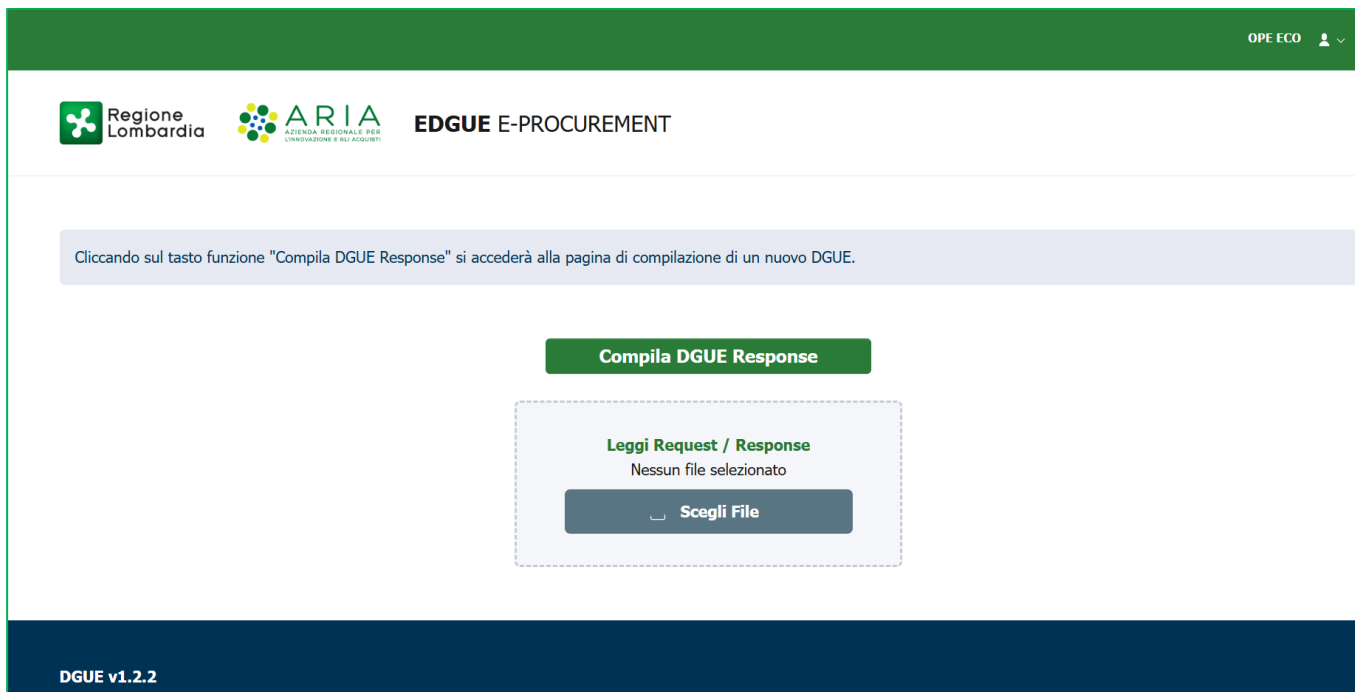 OPE ECO
Regione
Lombardia
ARIA
AZIENDA REGIONALE PER
L'INNOVAZIONE E GLI ACQUISTI
EDGUE E-PROCUREMENT
Cliccando sul tasto funzione "Compila DGUE Response" si accederà alla pagina di compilazione di un nuovo DGUE.
Compila DGUE Response
Leggi Request / Response
Nessun file selezionato
Scegli File
DGUE v1.2.2